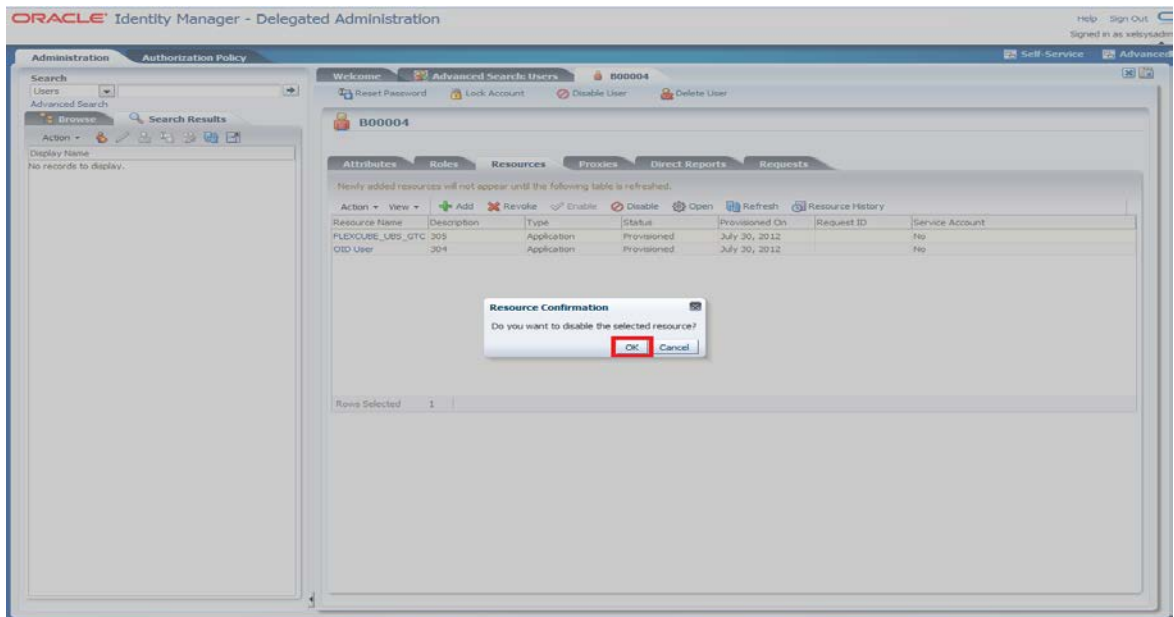 ORACLE' Identity Manager - Delegated Administration
Help Sign Out
Signed in as xelsysadm
Administration Authorization Policy Self-Service Advanced
Search
Users
Advanced Search
Browse Search Results
Action
Display Name
No records to display.
Welcome Advanced Search: Users B00004
Reset Password Lock Account Disable User Delete User
B00004
Attributes Roles Resources Proxies Direct Reports Requests
Newly added resources will not appear until the following table is refreshed.
Action View Add Revoke Enable Disable Open Refresh Resource History
Resource Name Description Type Status Provisioned On Request ID Service Account
FLEXCUBE_UBS_GTC 305 Application Provisioned July 30, 2012 No
OID User 304 Application Provisioned July 30, 2012 No
Resource Confirmation
Do you want to disable the selected resource?
OK Cancel
Rows Selected 1